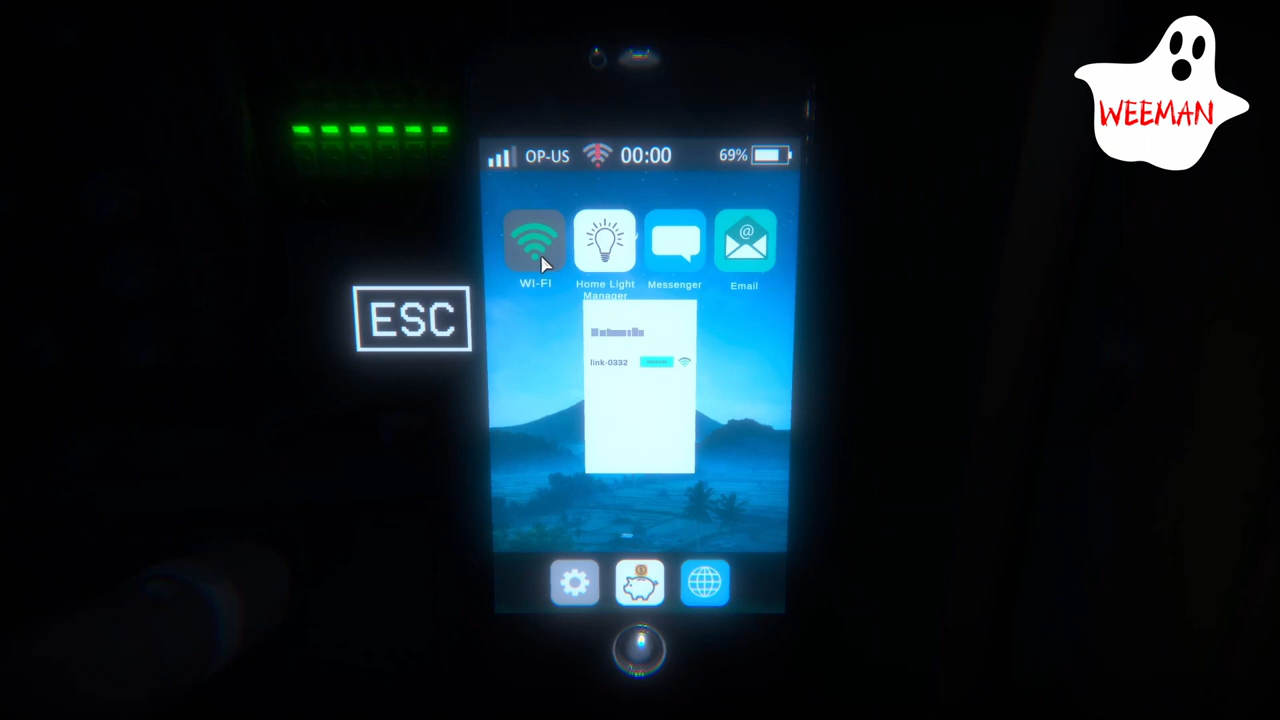 WEEMAN
OP-US 00:00 69%
WI-FI
Home Light
Manager
Messenger
Email
@
ESC
link-0332